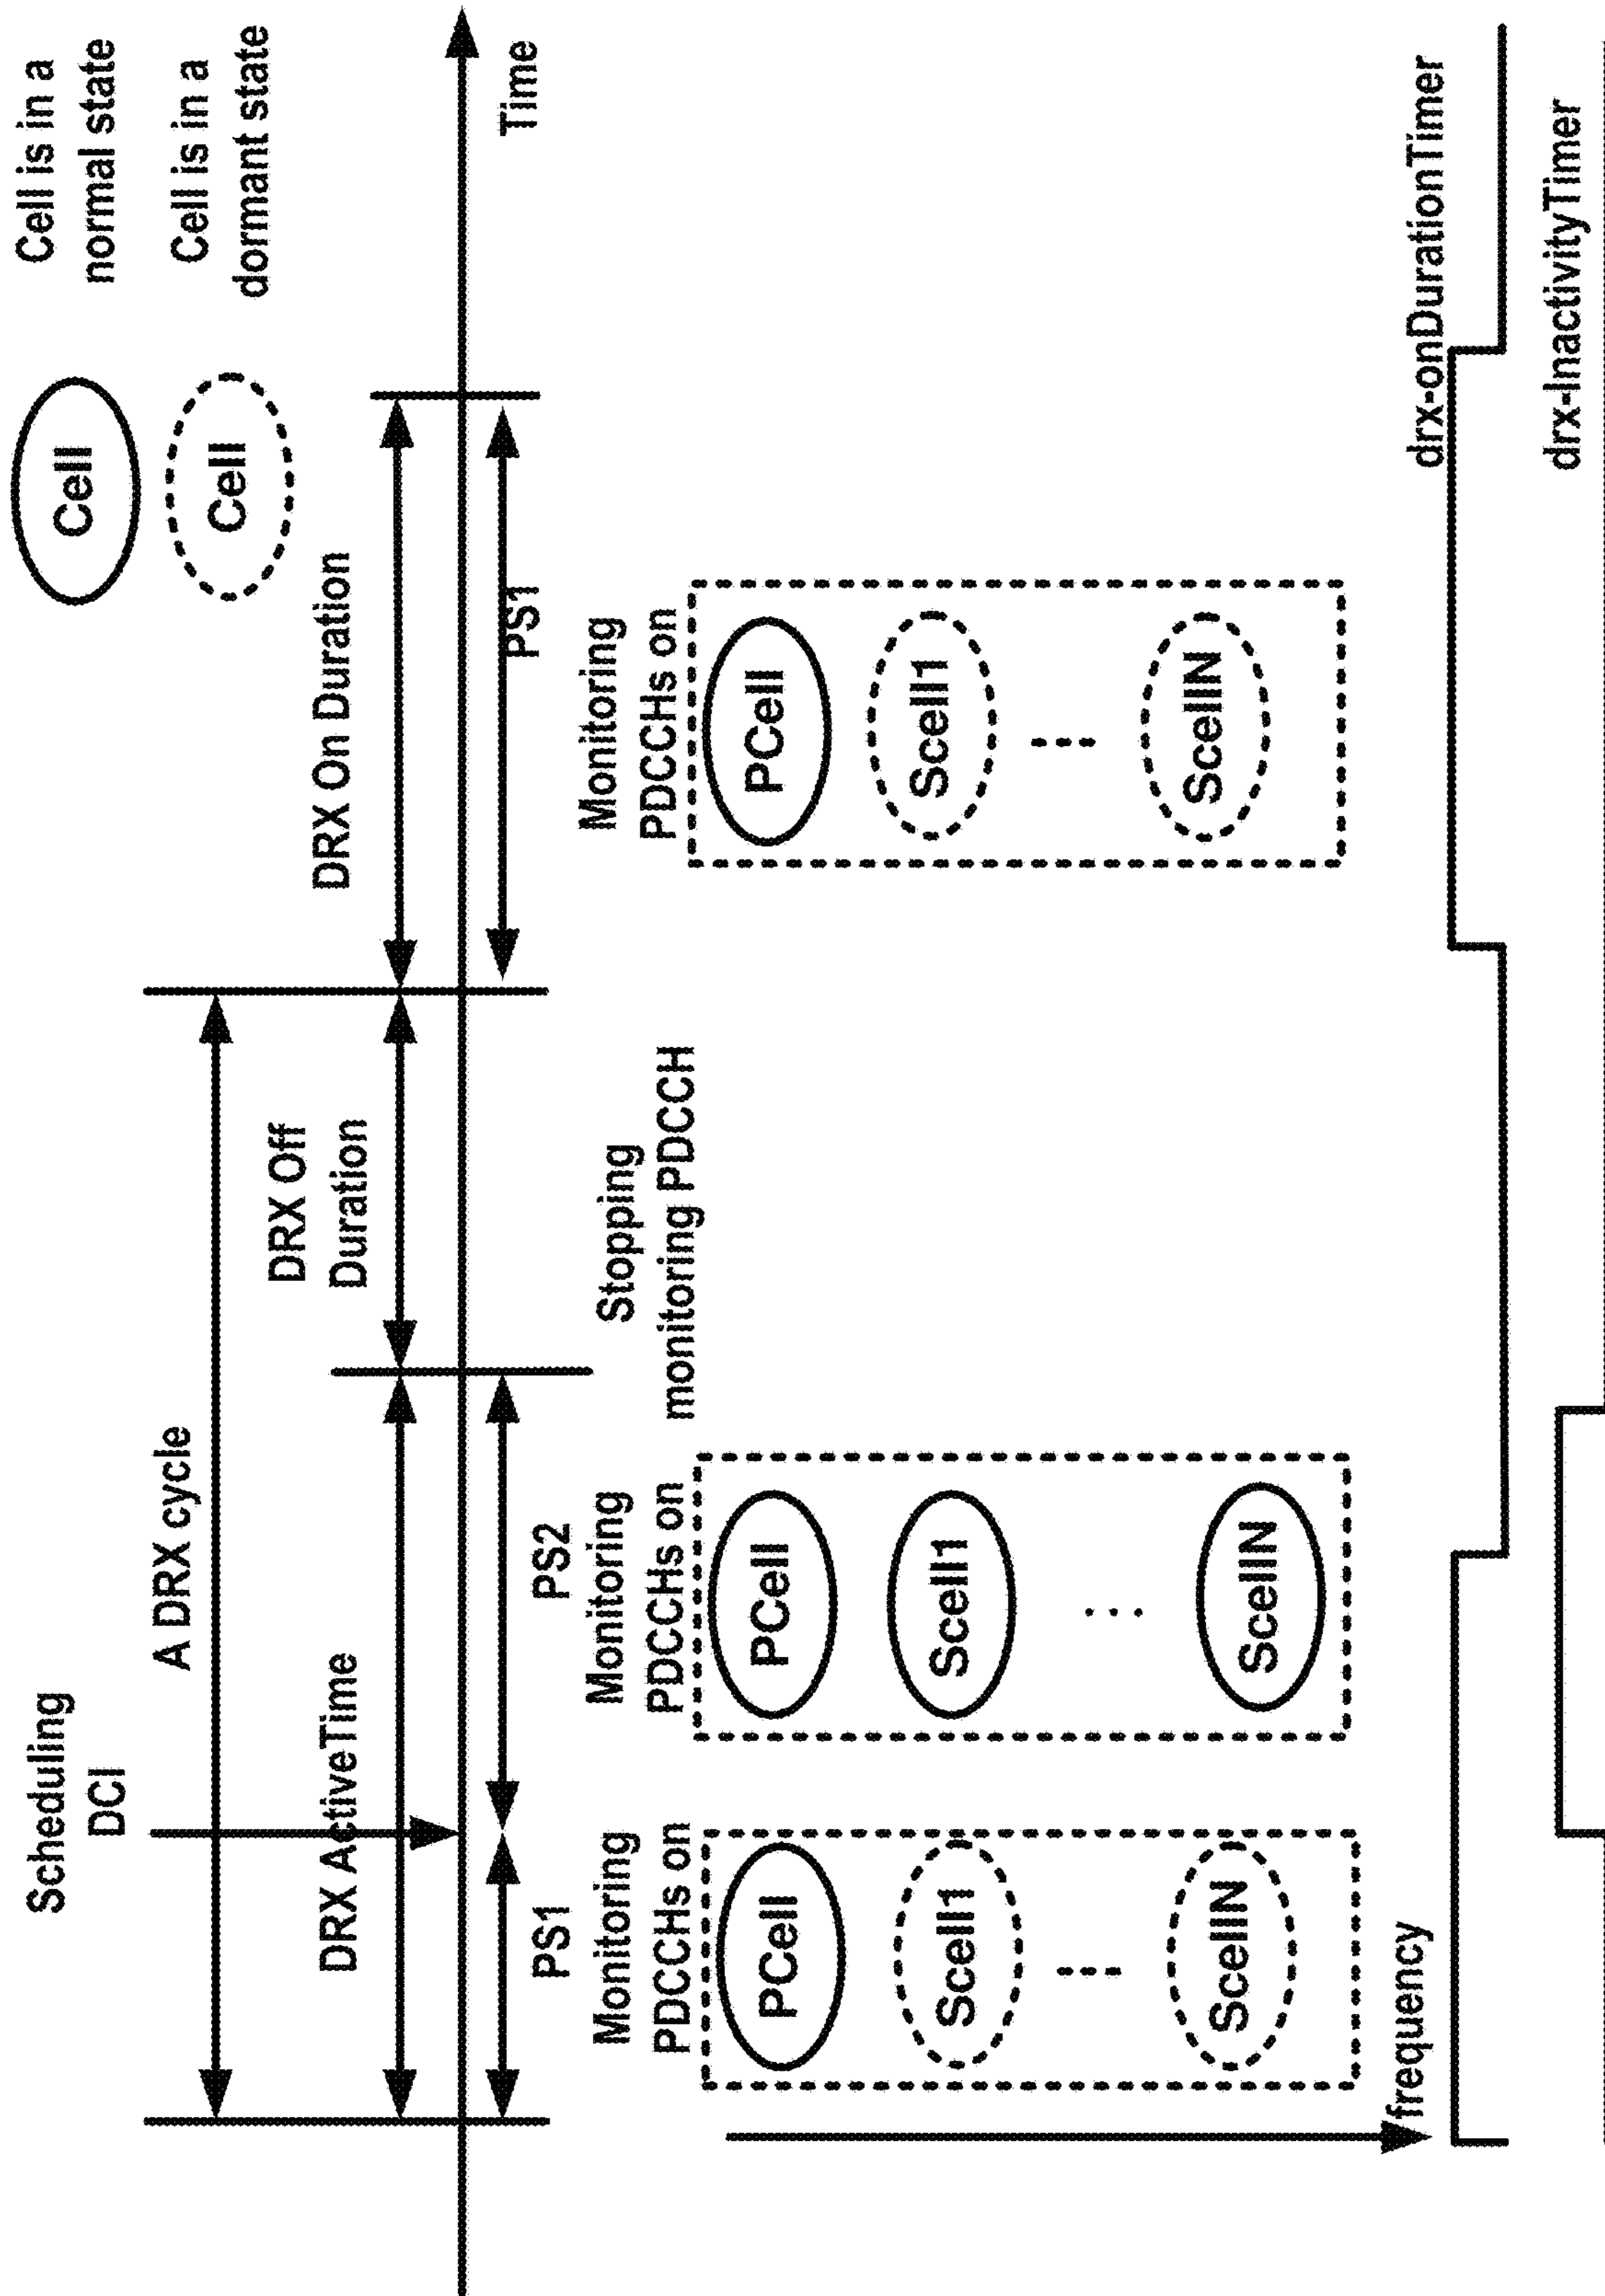 Cell
Cell is in a
normal state
Cell
Cell is in a
dormant state
Scheduling
DCI
A DRX cycle
DRX ActiveTime
DRX Off
Duration
DRX On Duration
Time
PS1
PS2
PS1
Monitoring
PDCCHs on
PCell
Scell1
...
ScellN
Monitoring
PDCCHs on
PCell
Scell1
...
ScellN
Stopping
monitoring PDCCH
Monitoring
PDCCHs on
PCell
Scell1
...
ScellN
frequency
drx-onDurationTimer
drx-InactivityTimer